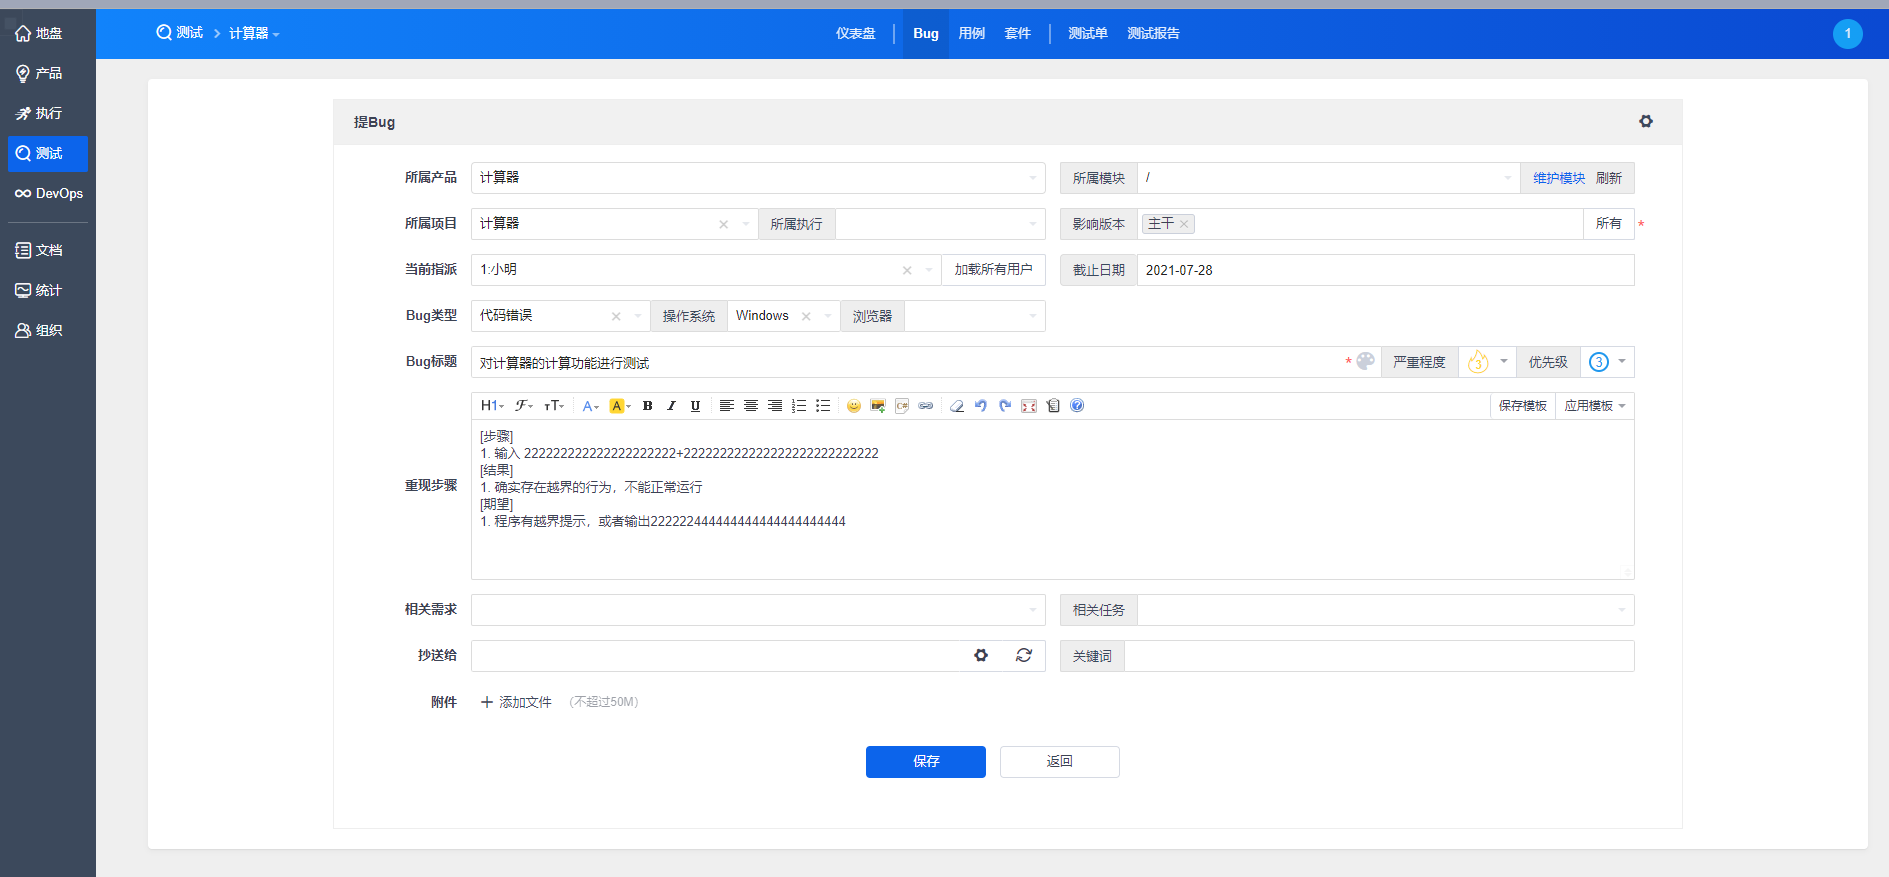 地盘
产品
执行
测试
DevOps
文档
统计
组织
测试 > 计算器
仪表盘 Bug 用例 套件 测试单 测试报告
1
提Bug
所属产品 计算器 所属模块 / 维护模块 刷新
所属项目 计算器 × 所属执行 影响版本 主干 × 所有 *
当前指派 1:小明 × 加载所有用户 截止日期 2021-07-28
Bug类型 代码错误 × 操作系统 Windows × 浏览器
Bug标题 对计算器的计算功能进行测试 * 严重程度 3 优先级 3
H1 F TT A A B I U C# 保存模板 应用模板
重现步骤
[步骤]
1. 输入 222222222222222222222+222222222222222222222222222
[结果]
1. 确实存在越界的行为，不能正常运行
[期望]
1. 程序有越界提示，或者输出222222444444444444444444444
相关需求 相关任务
抄送给 关键词
附件 + 添加文件 (不超过50M)
保存 返回